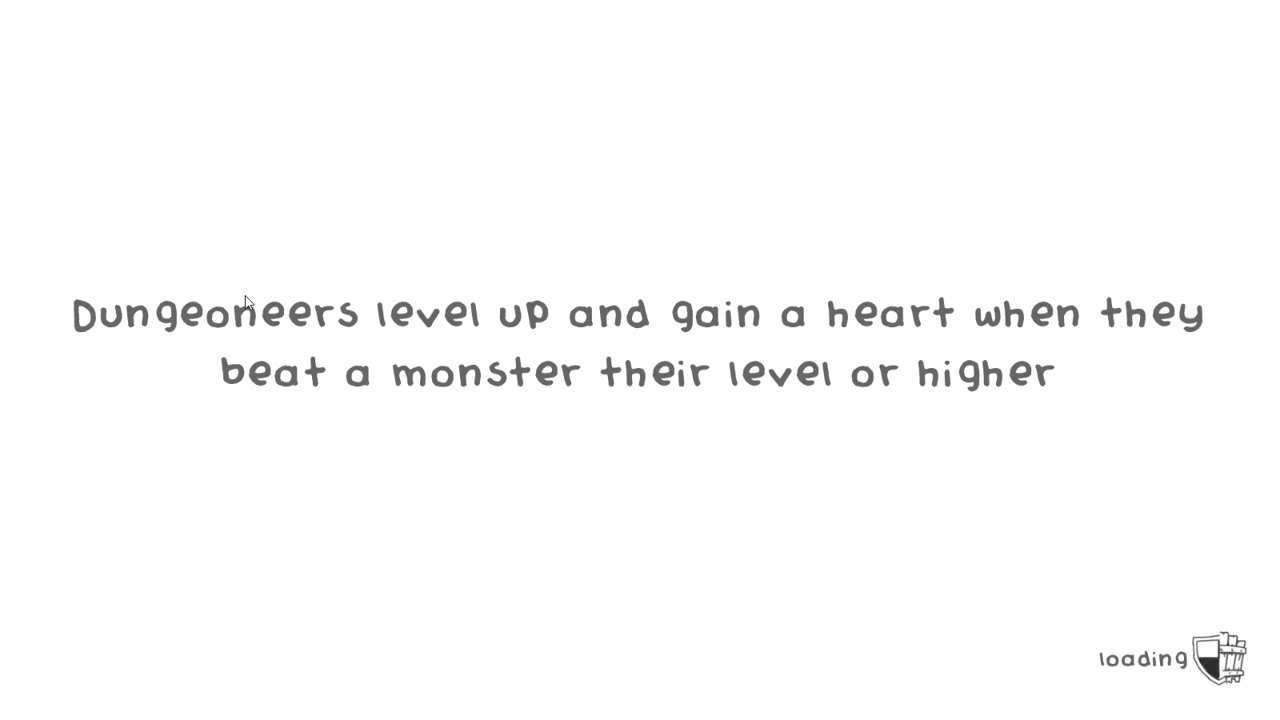 Dungeoneers level up and gain a heart when they
beat a monster their level or higher
loading